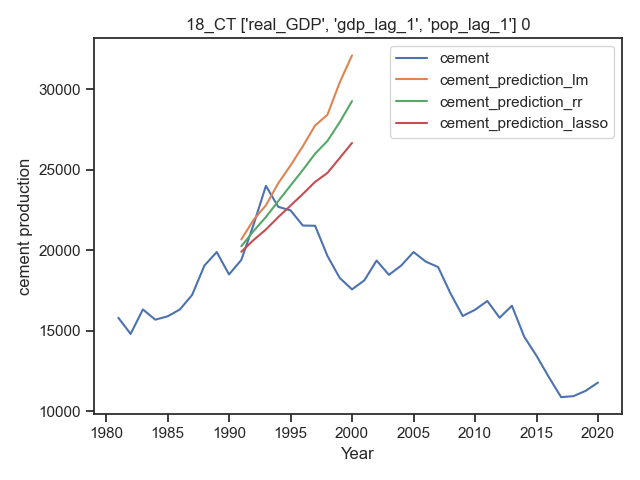 18_CT ['real_GDP', 'gdp_lag_1', 'pop_lag_1'] 0
cement
cement_prediction_lm
cement_prediction_rr
cement_prediction_lasso
30000
25000
20000
15000
10000
cement production
1980 1985 1990 1995 2000 2005 2010 2015 2020
Year